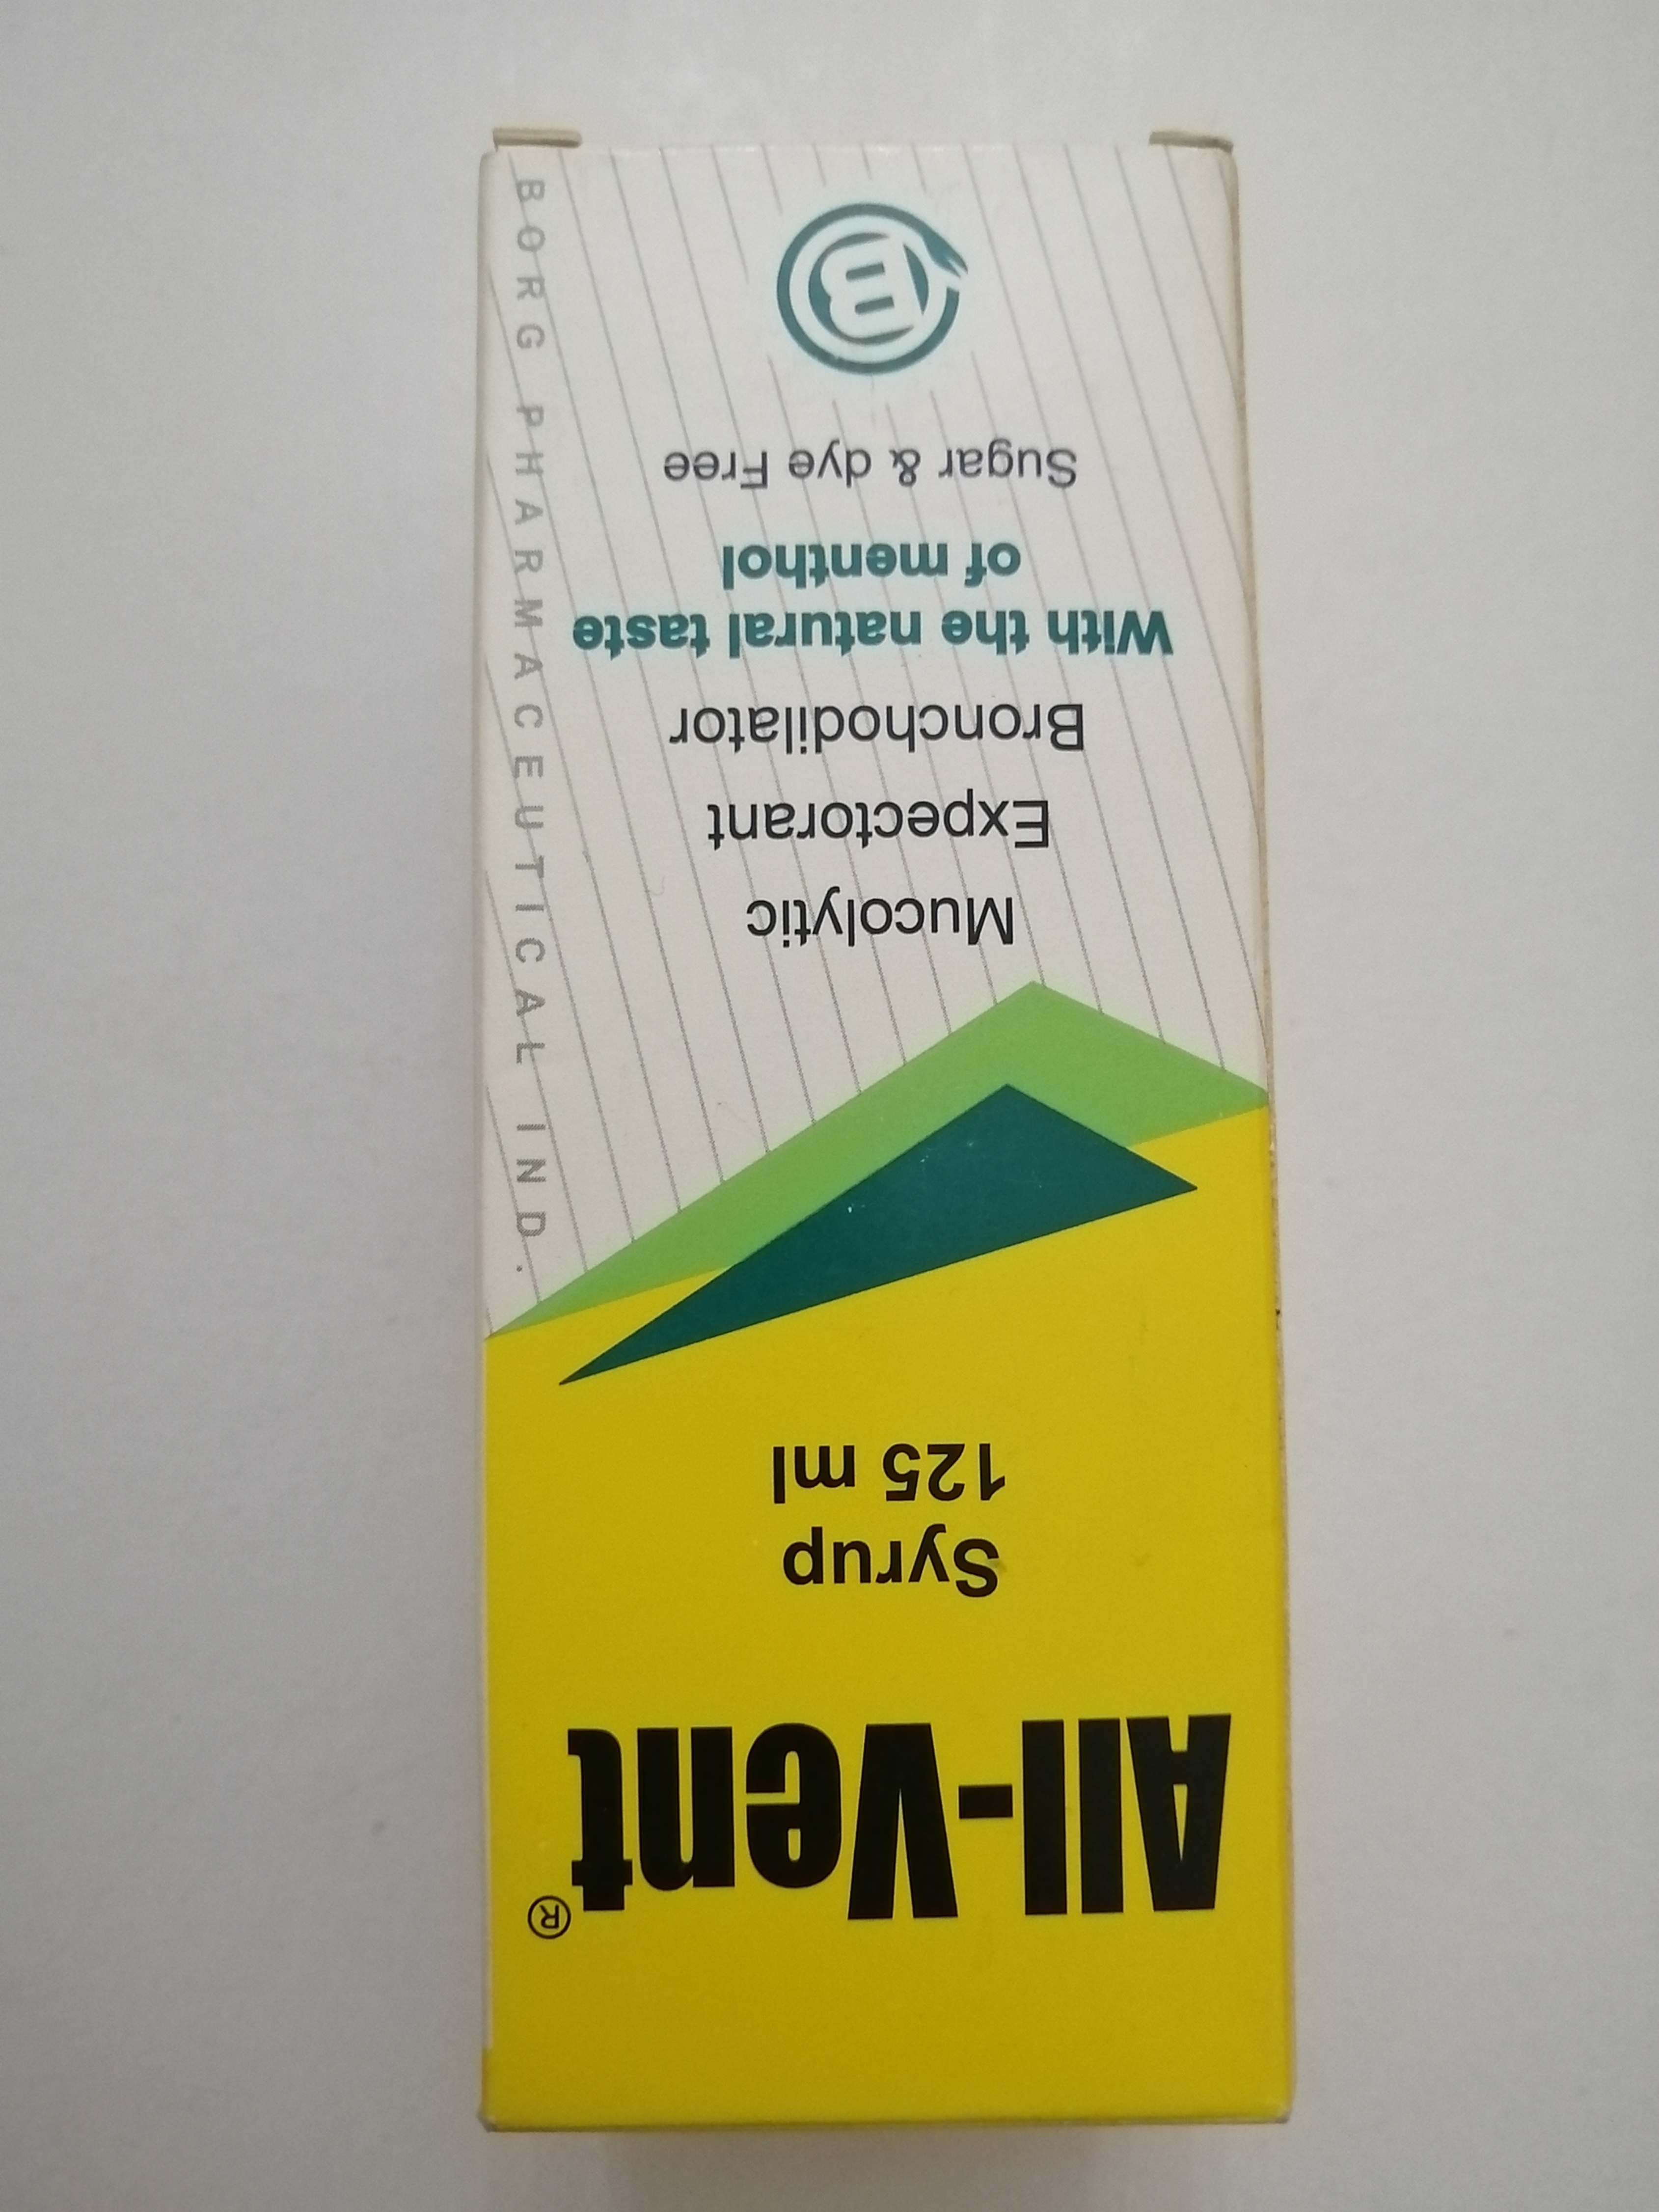 All-Vent®
Syrup
125 ml
Mucolytic
Expectorant
Bronchodilator
With the natural taste
of menthol
Sugar & dye Free
B
BORG PHARMACEUTICAL IND.